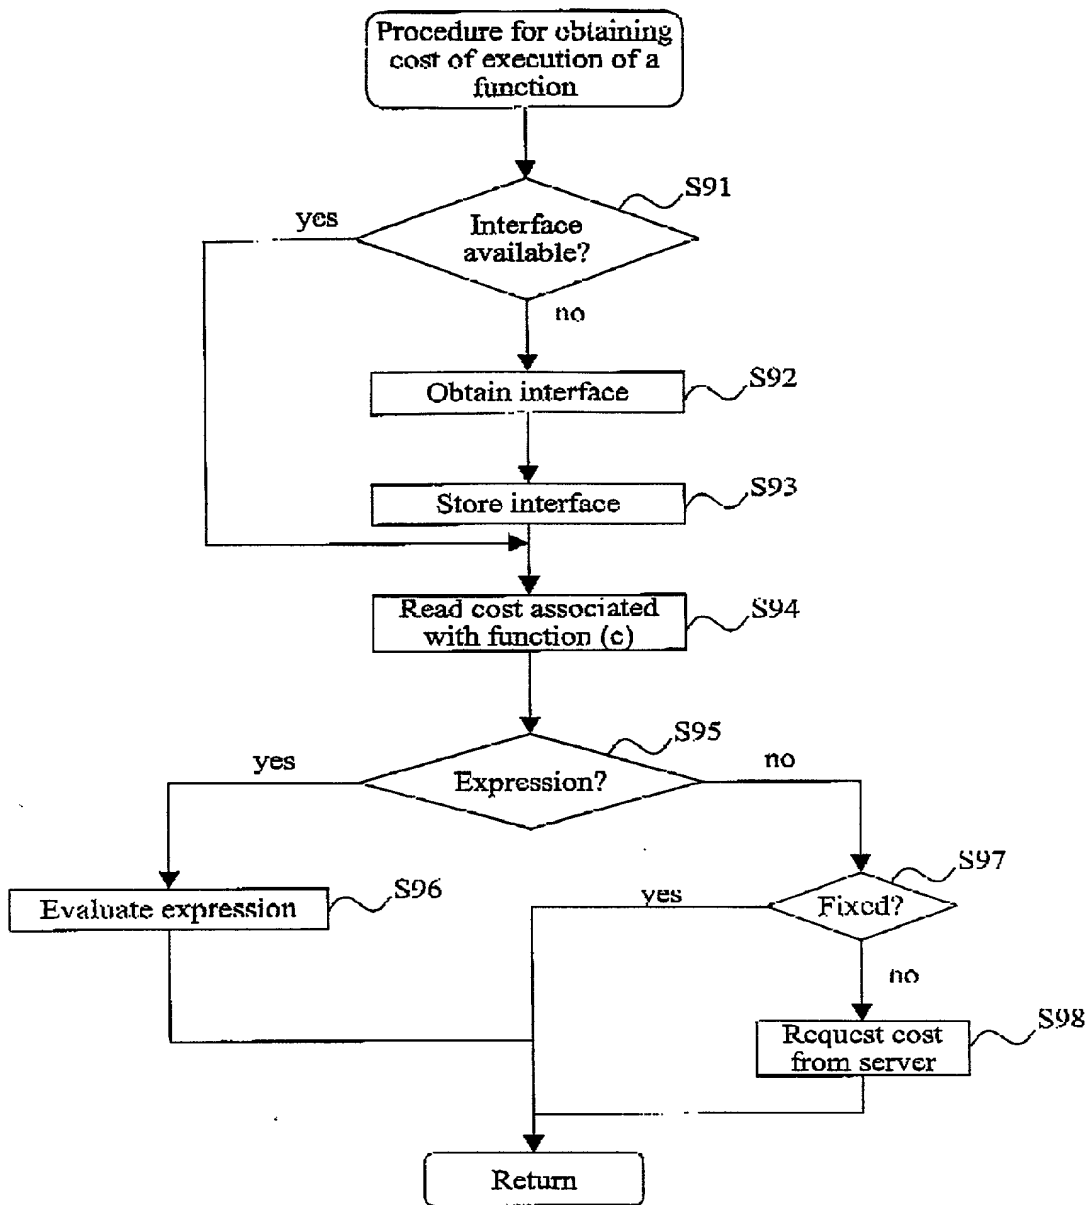 Procedure for obtaining
cost of execution of a
function
S91
yes
Interface
available?
no
S92
Obtain interface
S93
Store interface
S94
Read cost associated
with function (c)
S95
yes
Expression?
no
S97
S96
Evaluate expression
yes
Fixed?
no
S98
Request cost
from server
Return